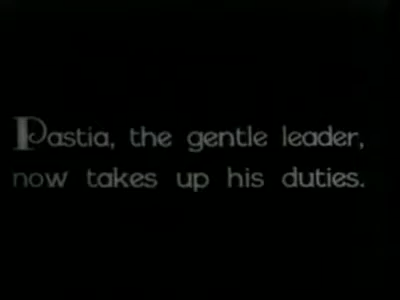 Pastia, the gentle leader,
now takes up his duties.